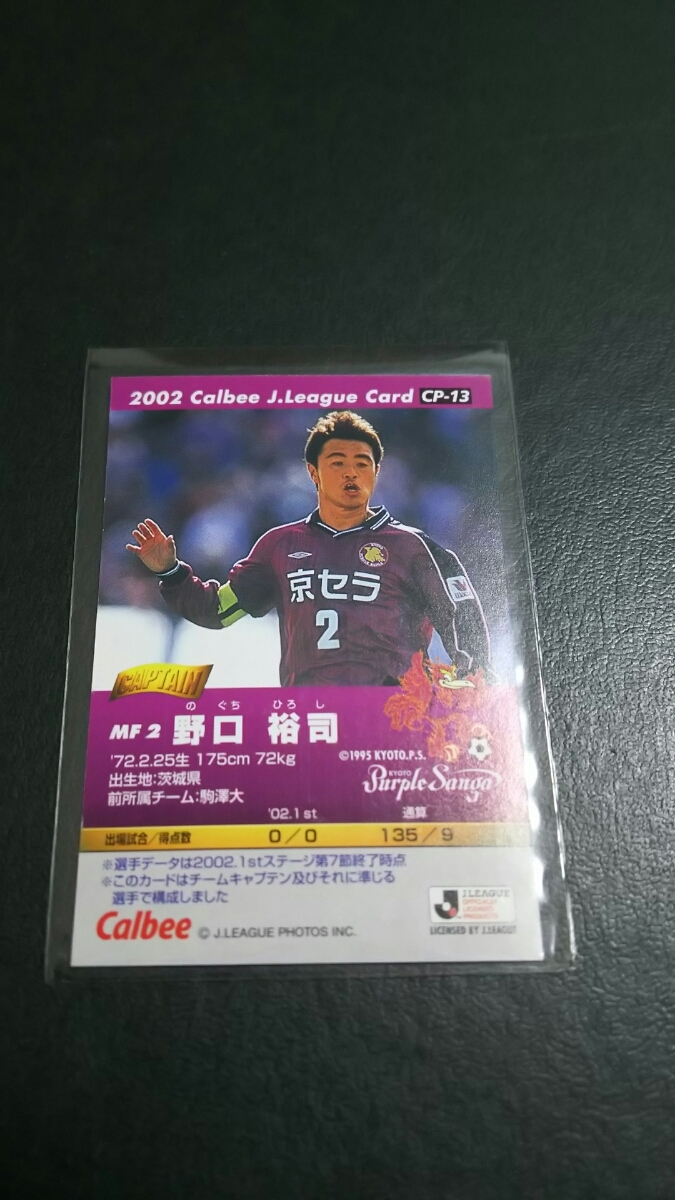 2002 Calbee J.League Card CP-13
京セラ
2
CAPTAIN
のぐち ひろし
MF 2 野口 裕司
'72.2.25生 175cm 72kg
出生地:茨城県
前所属チーム:駒澤大
©1995 KYOTO.P.S.
KYOTO
Purple Sanga
'02.1st 通算
出場試合/得点数 0/0 135/9
※選手データは2002.1stステージ第7節終了時点
※このカードはチームキャプテン及びそれに準じる
選手で構成しました
Calbee © J.LEAGUE PHOTOS INC.
J.LEAGUE
OFFICIALLY
LICENSED
PRODUCTS
LICENSED BY J.LEAGUE